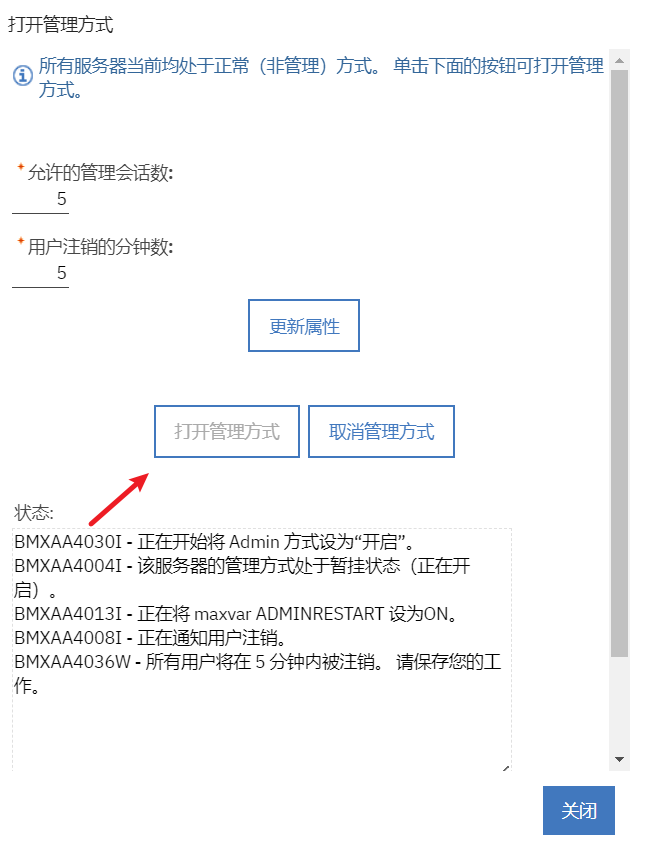 打开管理方式
所有服务器当前均处于正常（非管理）方式。 单击下面的按钮可打开管理
方式。
允许的管理会话数:
5
用户注销的分钟数:
5
更新属性
打开管理方式 取消管理方式
状态:
BMXAA4030I - 正在开始将 Admin 方式设为“开启”。
BMXAA4004I - 该服务器的管理方式处于暂挂状态（正在开
启）。
BMXAA4013I - 正在将 maxvar ADMINRESTART 设为ON。
BMXAA4008I - 正在通知用户注销。
BMXAA4036W - 所有用户将在 5 分钟内被注销。 请保存您的工
作。
关闭